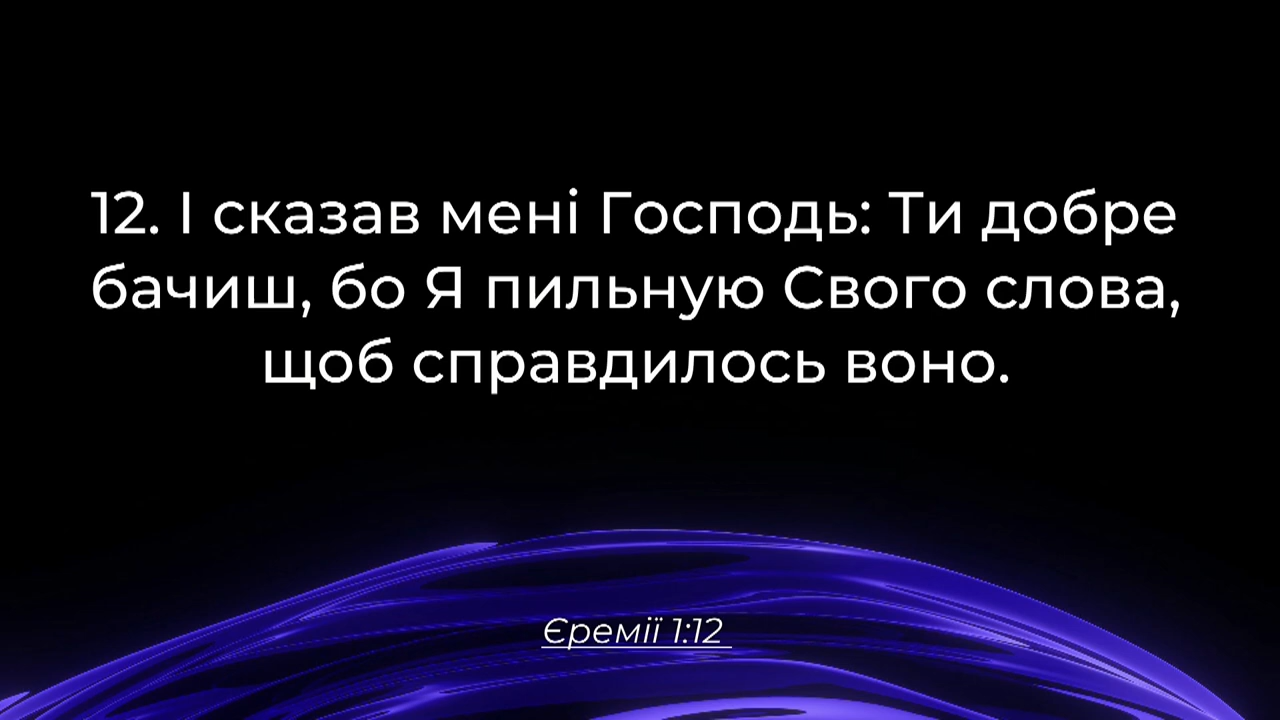 12. І сказав мені Господь: Ти добре
бачиш, бо Я пильную Свого слова,
щоб справдилось воно.
Єремії 1:12